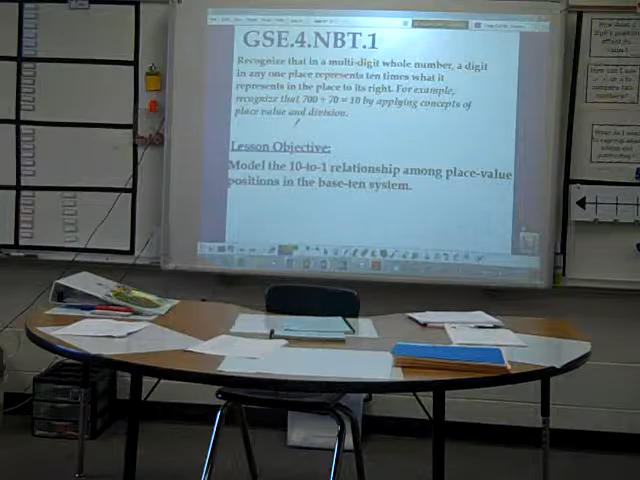 GSE.4.NBT.1
Recognize that in a multi-digit whole number, a digit
in any one place represents ten times what it
represents in the place to its right. For example,
recognize that 700 ÷ 70 = 10 by applying concepts of
place value and division.
Lesson Objective:
Model the 10-to-1 relationship among place-value
positions in the base-ten system.